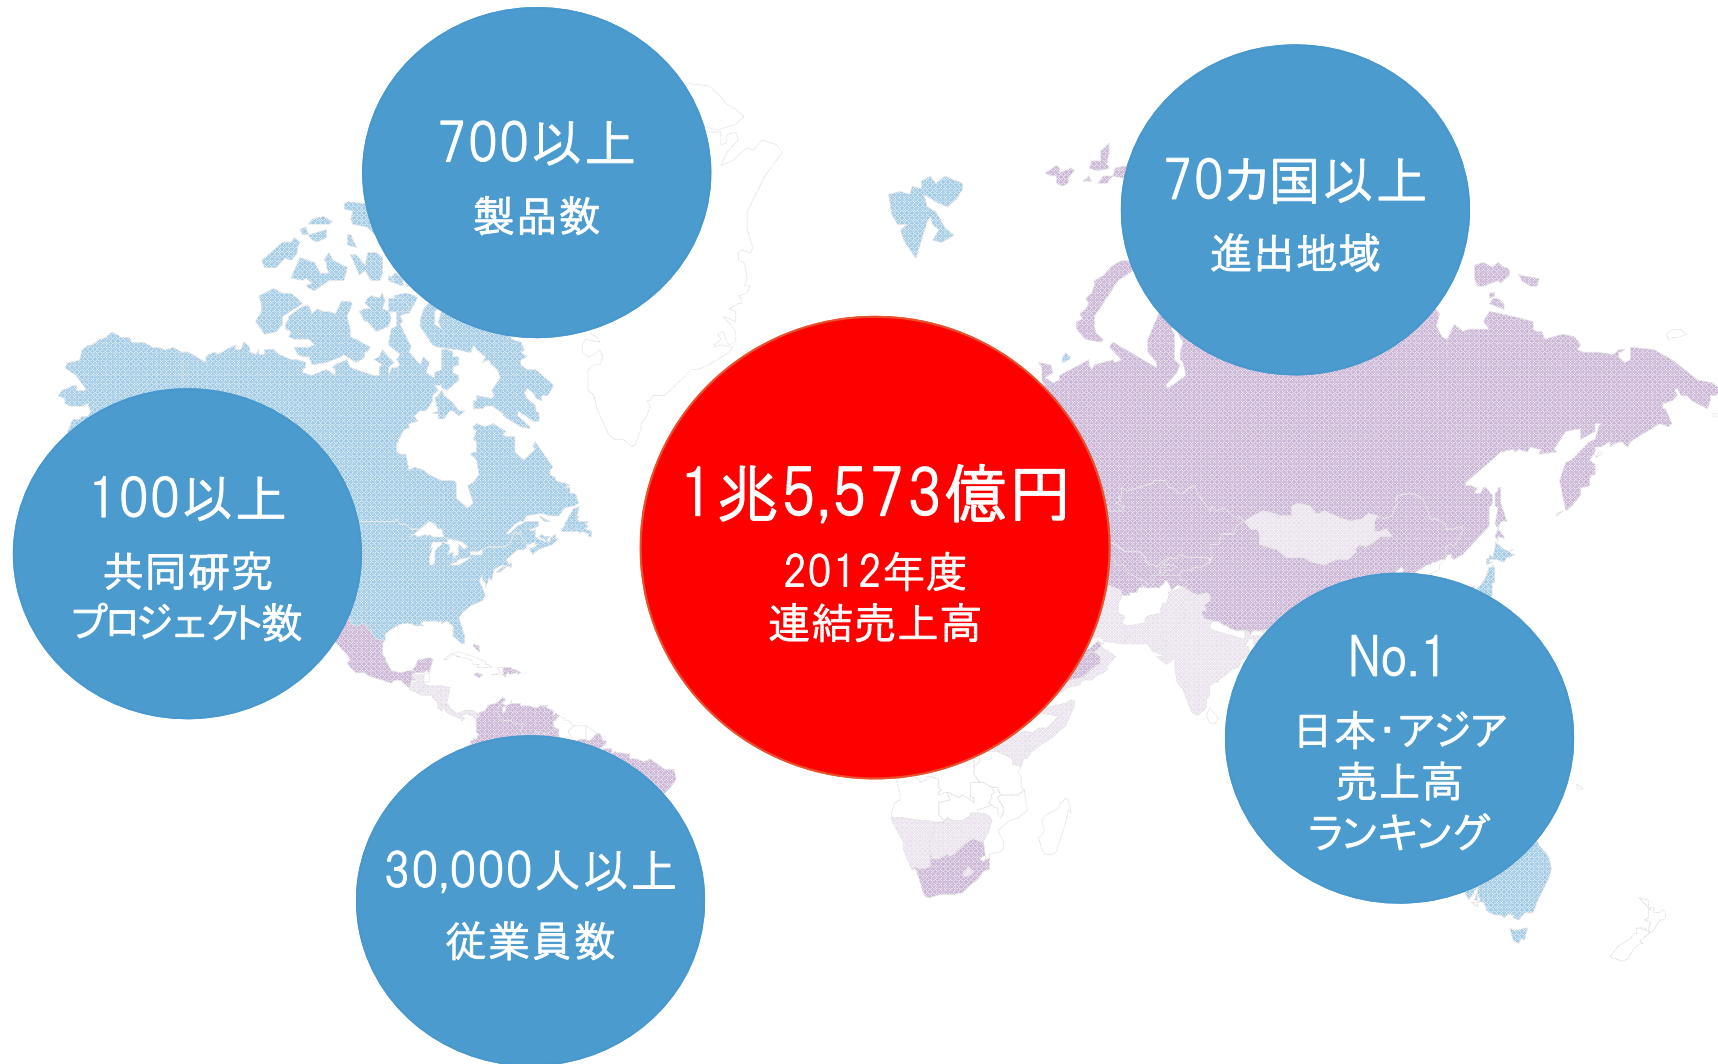 700以上
製品数
70カ国以上
進出地域
1兆5,573億円
2012年度
連結売上高
100以上
共同研究
プロジェクト数
No.1
日本・アジア
売上高
ランキング
30,000人以上
従業員数